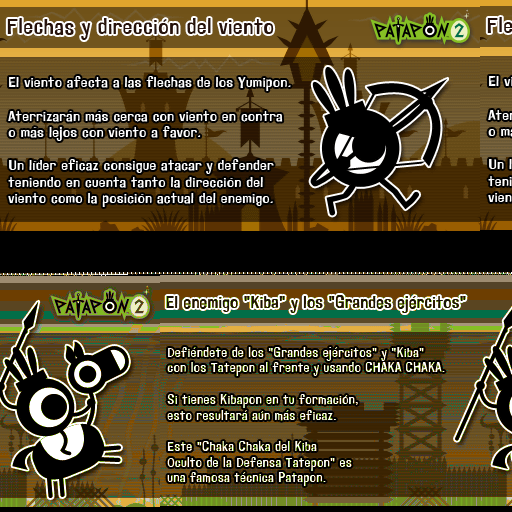 Flechas y dirección del viento
PATAPON 2
Fle
El viento afecta a las flechas de los Yumipon.
El vi
Aterrizarán más cerca con viento en contra
Ater
o más lejos con viento a favor.
o má
Un líder eficaz consigue atacar y defender
Un l
teniendo en cuenta tanto la dirección del
teni
viento como la posición actual del enemigo.
vien
PATAPON 2
El enemigo "Kiba" y los "Grandes ejércitos"
Defiéndete de los "Grandes ejércitos" y "Kiba"
con los Tatepon al frente y usando CHAKA CHAKA.
Si tienes Kibapon en tu formación,
esto resultará aún más eficaz.
Este "Chaka Chaka del Kiba
Oculto de la Defensa Tatepon" es
una famosa técnica Patapon.